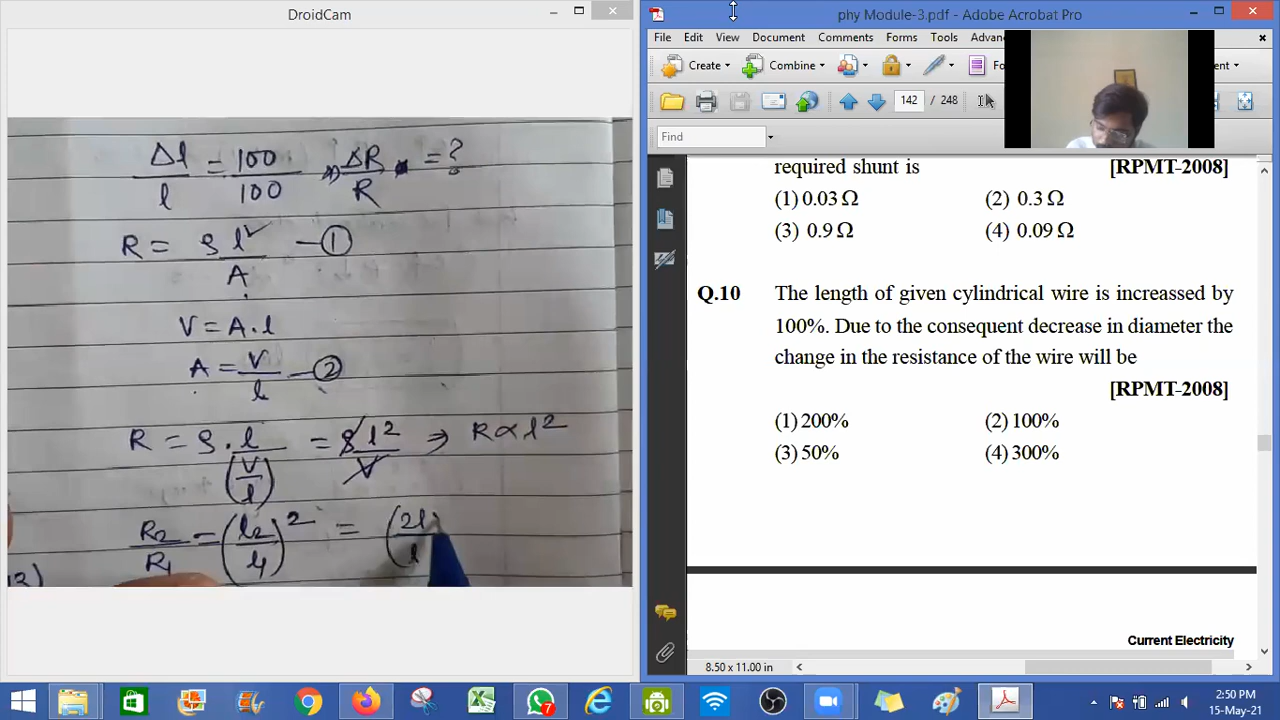 DroidCam
Δl/l = 100/100 ⇒ ΔR/R = ?
R = ρ l/A —①
V = A.l
A = V/l —②
R = ρ . l/(V/l) = ρ l²/V ⇒ R ∝ l²
R₂/R₁ = (l₂/l₁)² = (2l/l
phy Module-3.pdf - Adobe Acrobat Pro
File Edit View Document Comments Forms Tools Advan
Create Combine
142 / 248
Find
required shunt is [RPMT-2008]
(1) 0.03 Ω (2) 0.3 Ω
(3) 0.9 Ω (4) 0.09 Ω
Q.10 The length of given cylindrical wire is increassed by
100%. Due to the consequent decrease in diameter the
change in the resistance of the wire will be
[RPMT-2008]
(1) 200% (2) 100%
(3) 50% (4) 300%
Current Electricity
8.50 x 11.00 in
7
2:50 PM
15-May-21